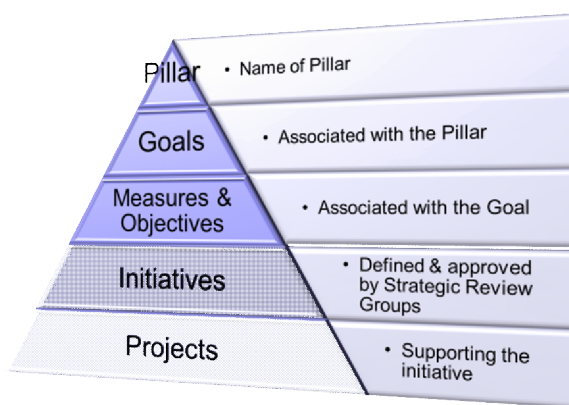 Pillar
• Name of Pillar
Goals
• Associated with the Pillar
Measures &
Objectives
• Associated with the Goal
Initiatives
• Defined & approved
by Strategic Review
Groups
Projects
• Supporting the
initiative